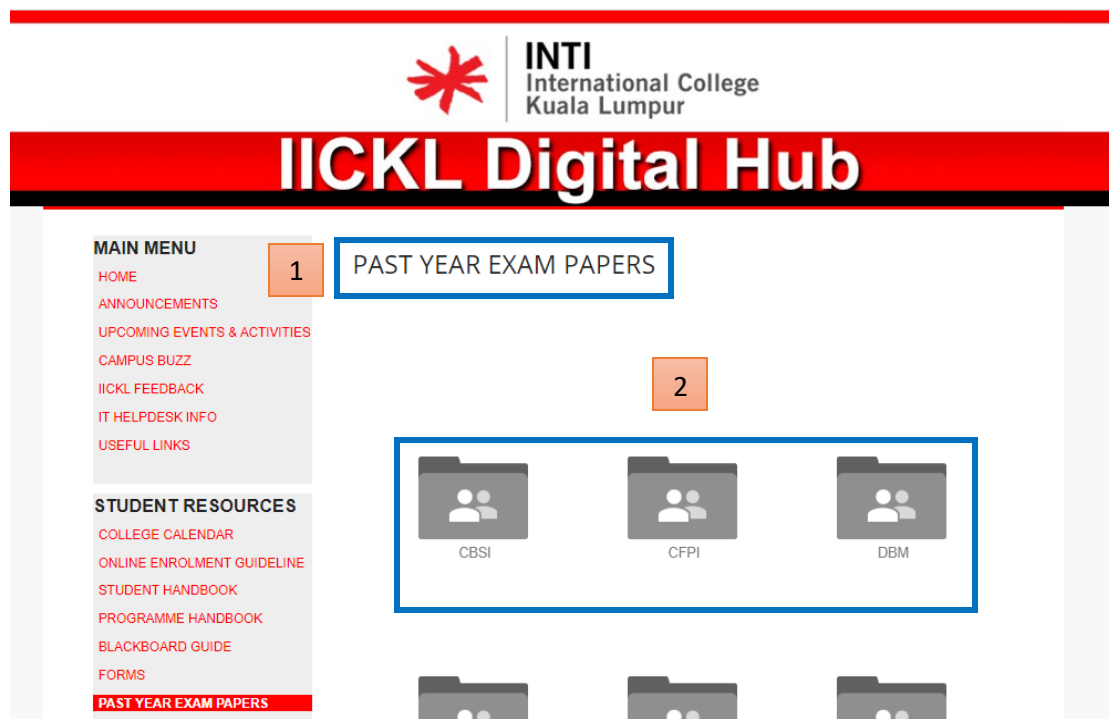 INTI
International College
Kuala Lumpur
IICKL Digital Hub
MAIN MENU
HOME
ANNOUNCEMENTS
UPCOMING EVENTS & ACTIVITIES
CAMPUS BUZZ
IICKL FEEDBACK
IT HELPDESK INFO
USEFUL LINKS
STUDENT RESOURCES
COLLEGE CALENDAR
ONLINE ENROLMENT GUIDELINE
STUDENT HANDBOOK
PROGRAMME HANDBOOK
BLACKBOARD GUIDE
FORMS
PAST YEAR EXAM PAPERS
1
PAST YEAR EXAM PAPERS
2
CBSI
CFPI
DBM